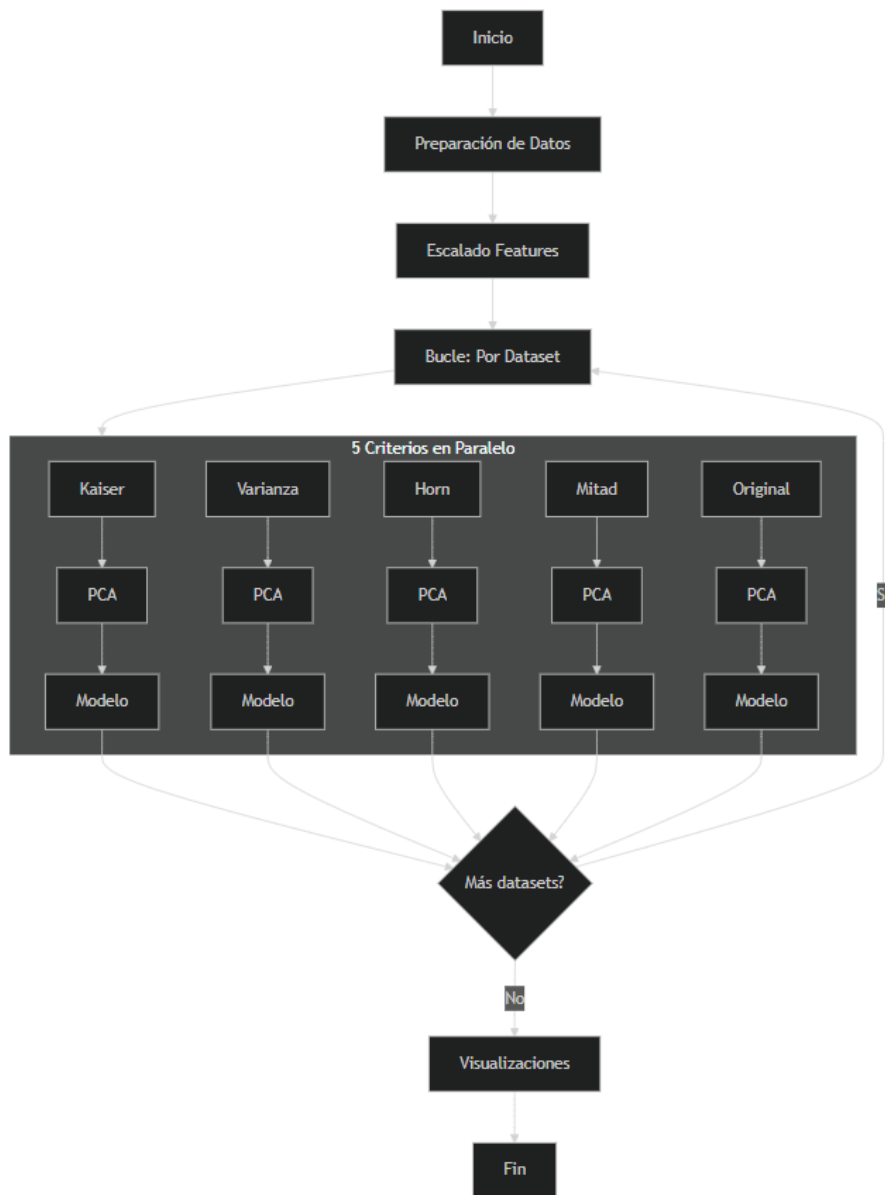 Inicio
Preparación de Datos
Escalado Features
Bucle: Por Dataset
5 Criterios en Paralelo
Kaiser
Varianza
Horn
Mitad
Original
PCA
PCA
PCA
PCA
PCA
Modelo
Modelo
Modelo
Modelo
Modelo
Más datasets?
No
Visualizaciones
Fin